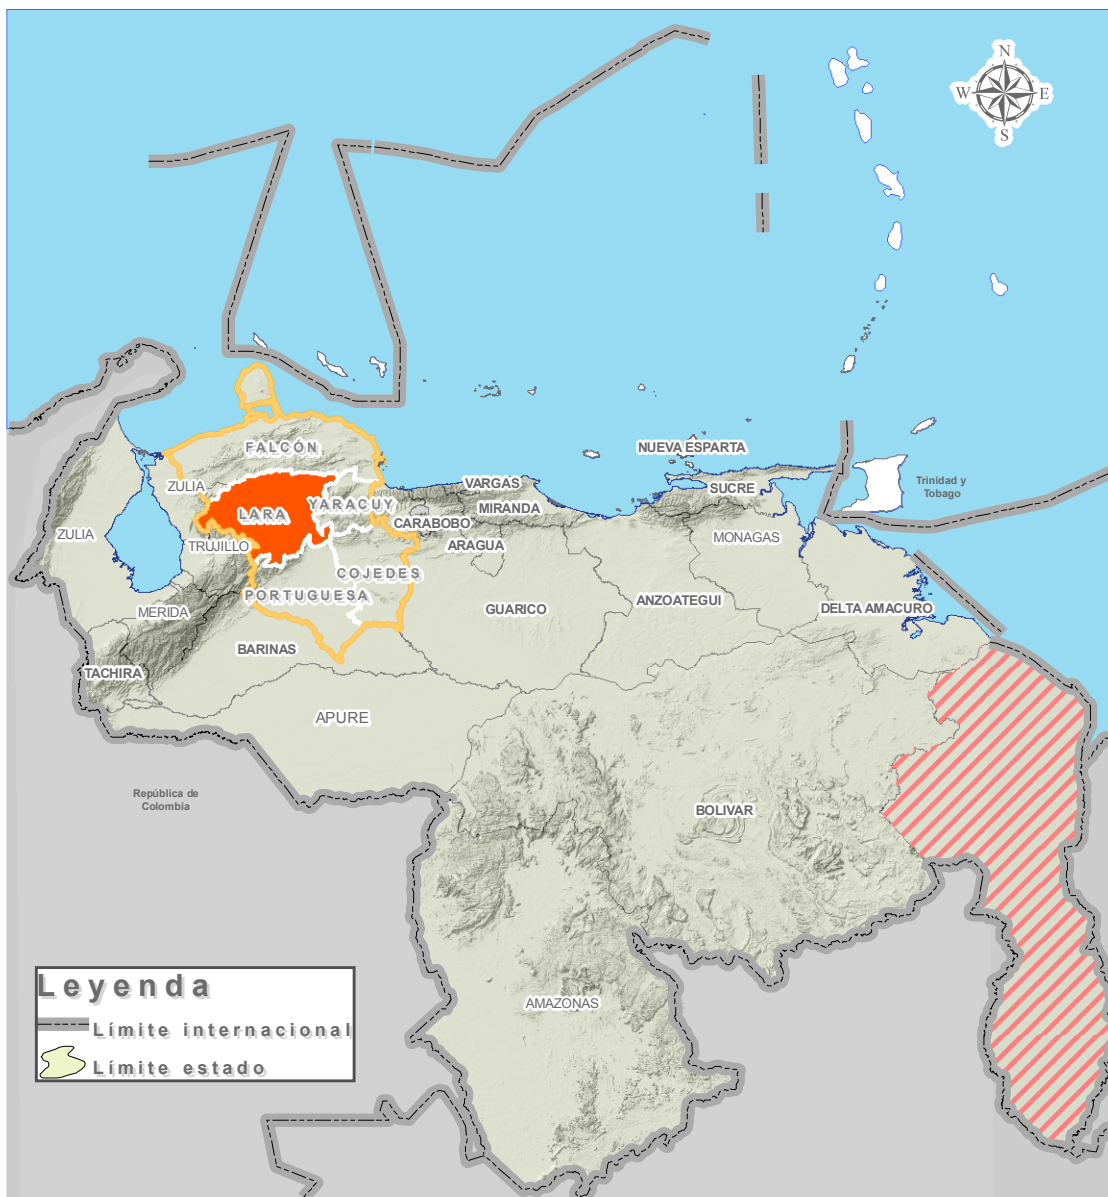 N
W
E
S
NUEVA ESPARTA
FALCÓN
Trinidad y
Tobago
ZULIA
VARGAS
SUCRE
YARACUY
MIRANDA
LARA
CARABOBO
ZULIA
MONAGAS
ARAGUA
TRUJILLO
COJEDES
PORTUGUESA
ANZOATEGUI
GUARICO
DELTA AMACURO
MERIDA
BARINAS
TACHIRA
APURE
República de
Colombia
BOLIVAR
AMAZONAS
Leyenda
Límite internacional
Límite estado